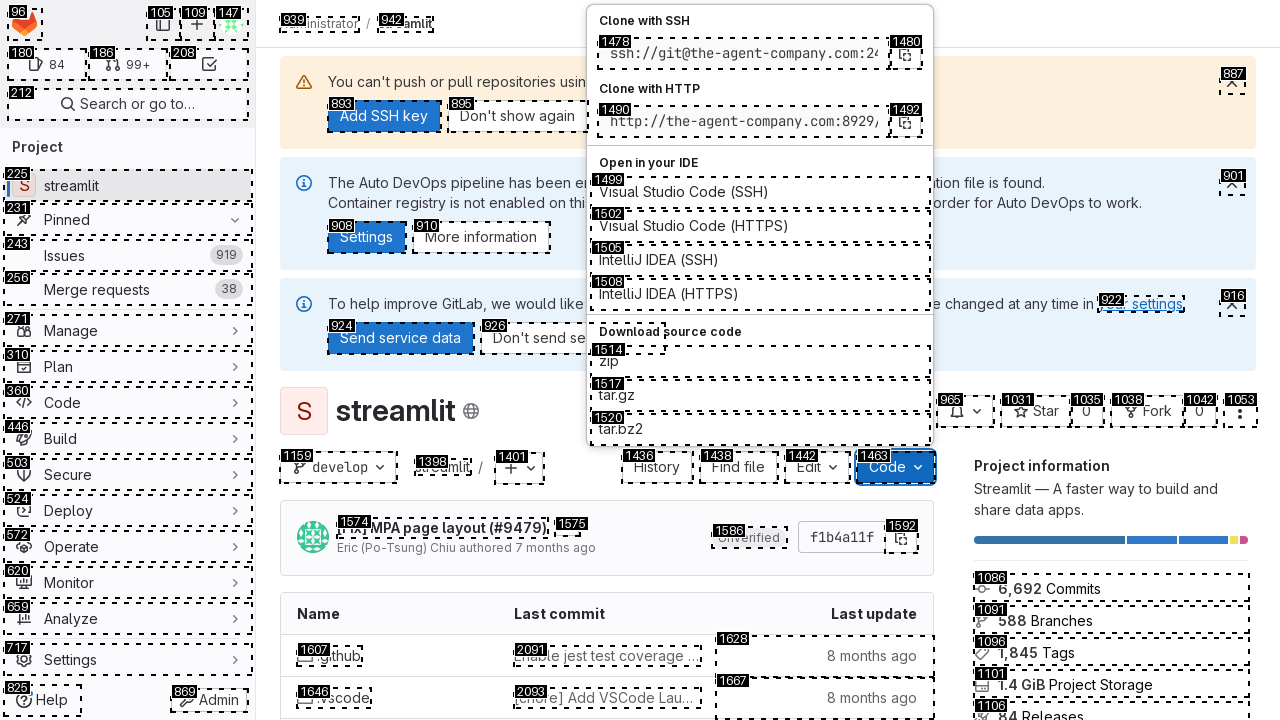 96
105
109
147
180
84
186
99+
208
212
Search or go to…
Project
225
S
streamlit
231
Pinned
243
Issues
919
256
Merge requests
38
271
Manage
310
Plan
360
Code
446
Build
503
Secure
524
Deploy
572
Operate
620
Monitor
659
Analyze
717
Settings
825
Help
869
Admin
939
/
942
streamlit
You can't push or pull repositories usin
887
893
Add SSH key
895
Don't show again
The Auto DevOps pipeline has been en
tion file is found.
901
Container registry is not enabled on thi
order for Auto DevOps to work.
908
Settings
910
More information
To help improve GitLab, we would like
e changed at any time in
922
settings
916
924
Send service data
926
Don't send se
Clone with SSH
1478
ssh://git@the-agent-company.com:24
1480
Clone with HTTP
1490
http://the-agent-company.com:8929/
1492
Open in your IDE
1499
Visual Studio Code (SSH)
1502
Visual Studio Code (HTTPS)
1505
IntelliJ IDEA (SSH)
1508
IntelliJ IDEA (HTTPS)
Download source code
1514
zip
1517
tar.gz
1520
tar.bz2
S
streamlit
965
1031
Star
1035
0
1038
Fork
1042
0
1053
1159
develop
1398
streamlit
/
1401
1436
History
1438
Find file
1442
Edit
1463
Code
1574
MPA page layout (#9479)
1575
Eric (Po-Tsung) Chiu authored 7 months ago
1586
Unverified
f1b4a11f
1592
Name
Last commit
Last update
1607
.github
2091
Enable jest test coverage …
1628
8 months ago
1646
.vscode
2093
[chore] Add VSCode Lau…
1667
8 months ago
Project information
Streamlit — A faster way to build and
share data apps.
1086
6,692 Commits
1091
588 Branches
1096
1,845 Tags
1101
1.4 GiB Project Storage
1106
84 Releases